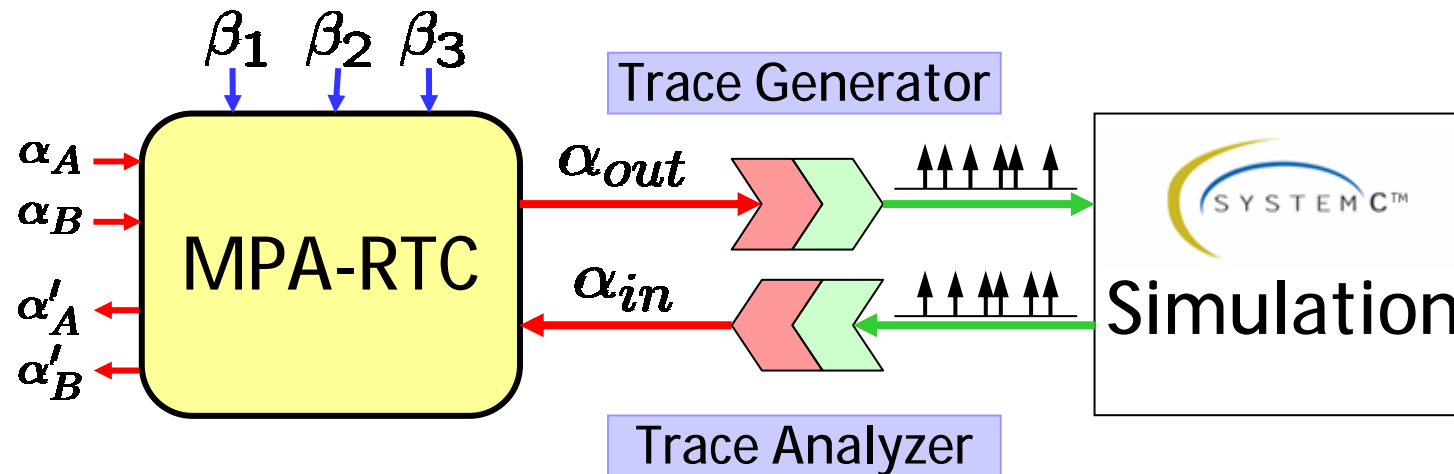 β1 β2 β3
Trace Generator
αA
αB
α′A
α′B
MPA-RTC
αout
αin
SYSTEMC™
Simulation
Trace Analyzer